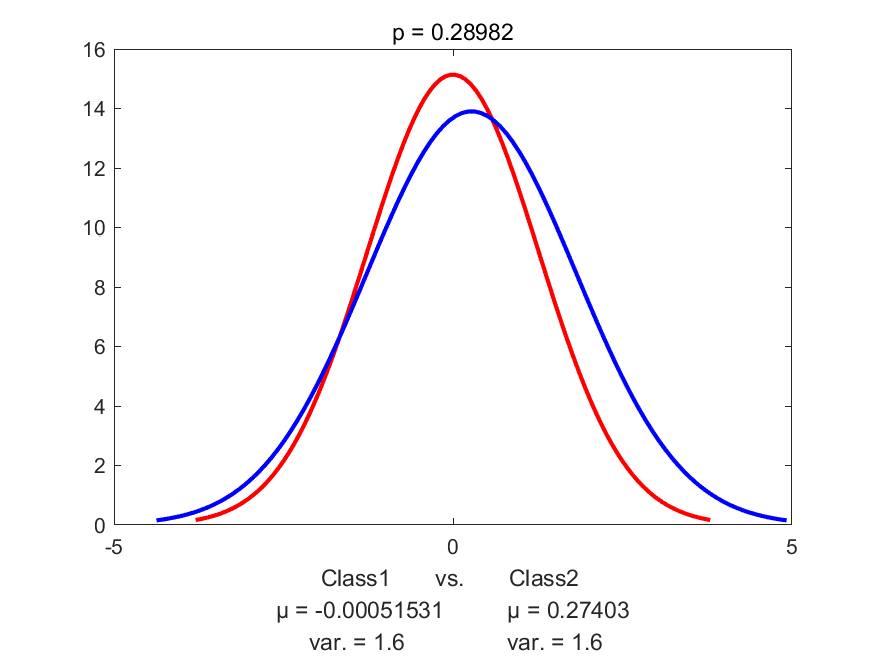 p = 0.28982
16
14
12
10
8
6
4
2
0
-5 0 5
Class1 vs. Class2
μ = -0.00051531 μ = 0.27403
var. = 1.6 var. = 1.6